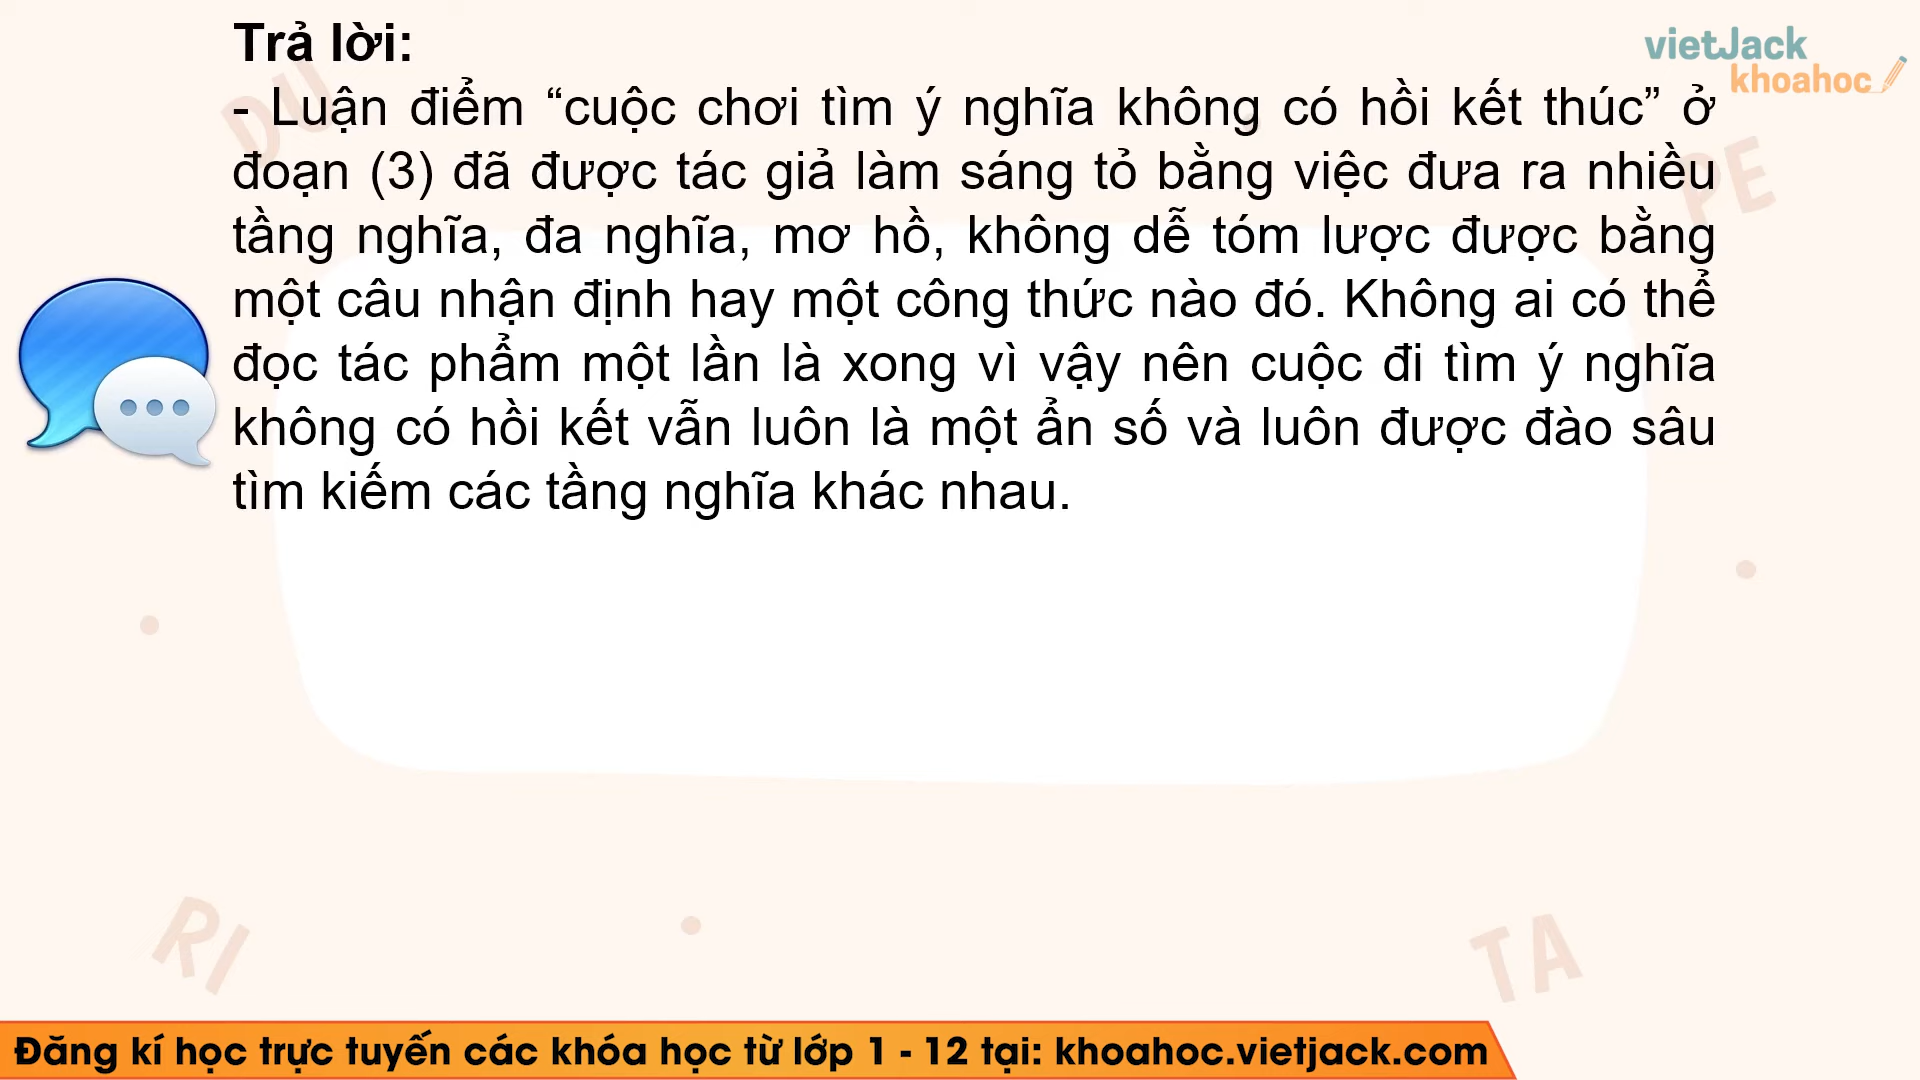 Trả lời:
vietJack
khoahoc
DU
- Luận điểm “cuộc chơi tìm ý nghĩa không có hồi kết thúc” ở
PE
đoạn (3) đã được tác giả làm sáng tỏ bằng việc đưa ra nhiều
tầng nghĩa, đa nghĩa, mơ hồ, không dễ tóm lược được bằng
một câu nhận định hay một công thức nào đó. Không ai có thể
đọc tác phẩm một lần là xong vì vậy nên cuộc đi tìm ý nghĩa
không có hồi kết vẫn luôn là một ẩn số và luôn được đào sâu
tìm kiếm các tầng nghĩa khác nhau.
RI
TA
Đăng kí học trực tuyến các khóa học từ lớp 1 - 12 tại: khoahoc.vietjack.com